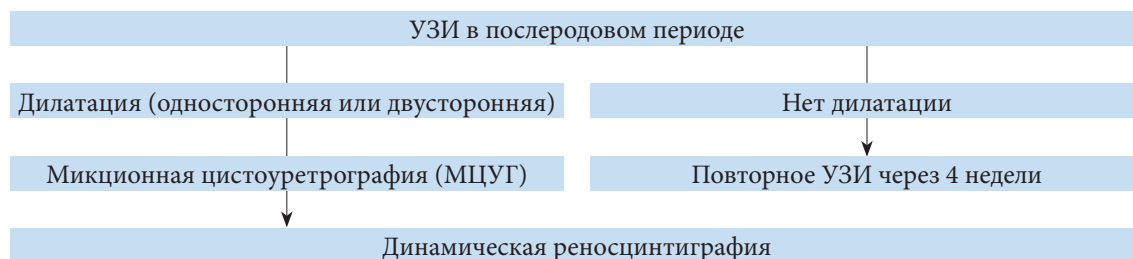 УЗИ в послеродовом периоде
Дилатация (односторонняя или двусторонняя)
Нет дилатации
Микционная цистоуретрография (МЦУГ)
Повторное УЗИ через 4 недели
Динамическая реносцинтиграфия